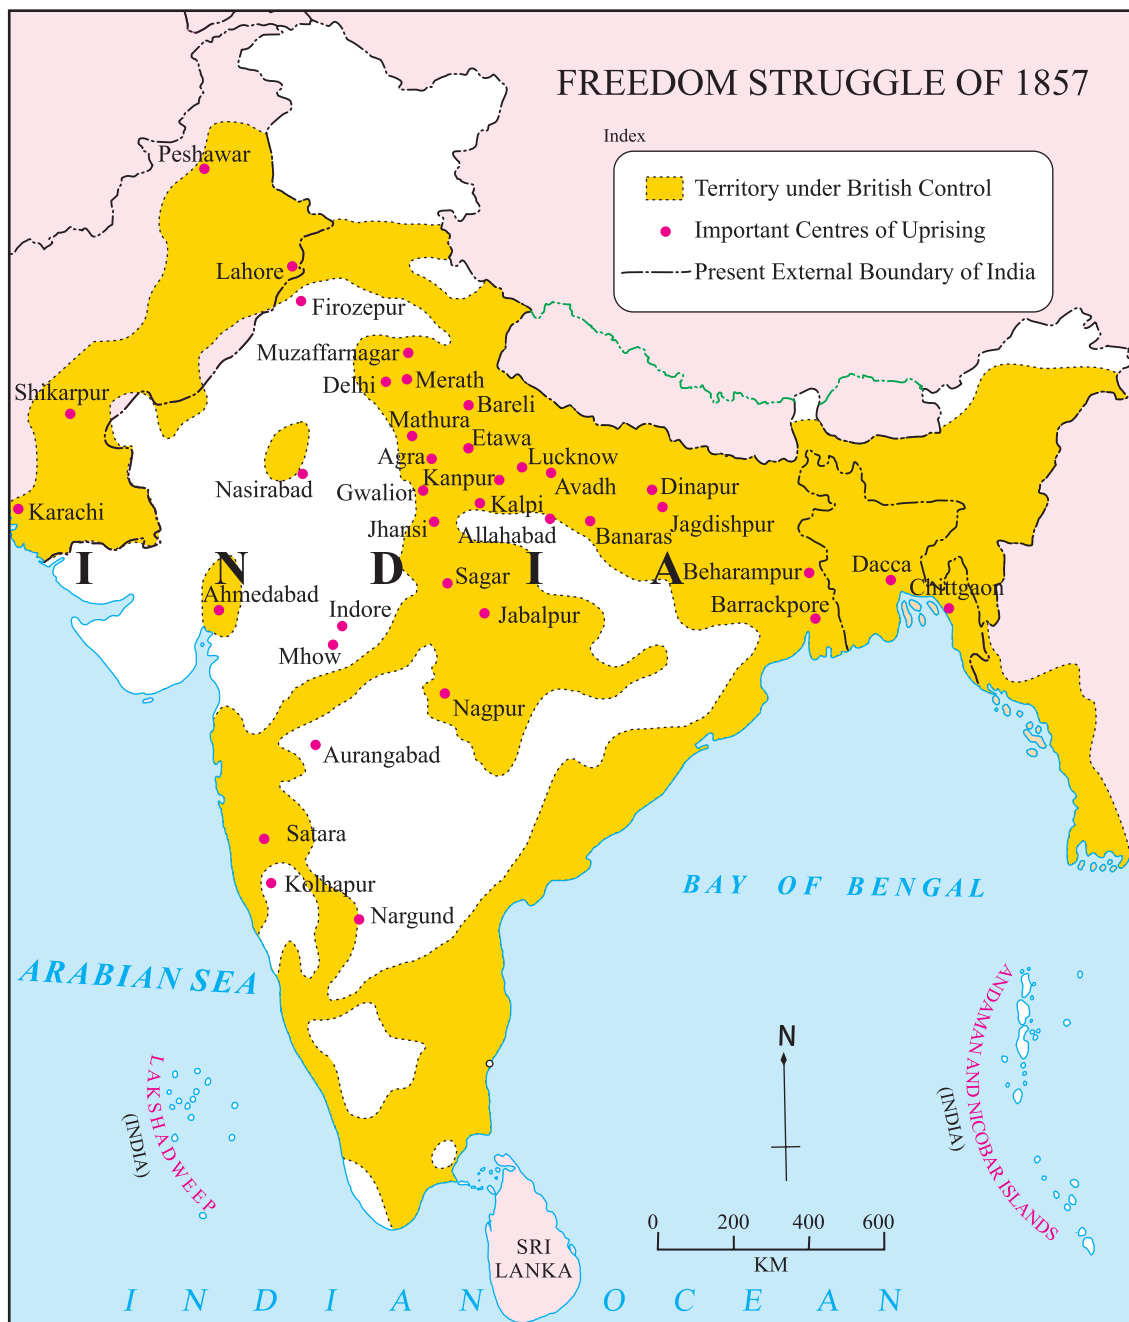 FREEDOM STRUGGLE OF 1857
Index
Territory under British Control
Important Centres of Uprising
Present External Boundary of India
Peshawar
Lahore
Firozepur
Muzaffarnagar
Delhi
Merath
Shikarpur
Bareli
Mathura
Etawa
Agra
Lucknow
Kanpur
Avadh
Nasirabad
Gwalior
Dinapur
Karachi
Kalpi
Jagdishpur
Jhansi
Allahabad
Banaras
I N D I A
Sagar
Beharampur
Dacca
Ahmedabad
Chittgaon
Indore
Jabalpur
Barrackpore
Mhow
Nagpur
Aurangabad
Satara
Kolhapur
Nargund
BAY OF BENGAL
ARABIAN SEA
N
LAKSHADWEEP
(INDIA)
ANDAMAN AND NICOBAR ISLANDS
(INDIA)
0 200 400 600
KM
SRI
LANKA
INDIAN OCEAN